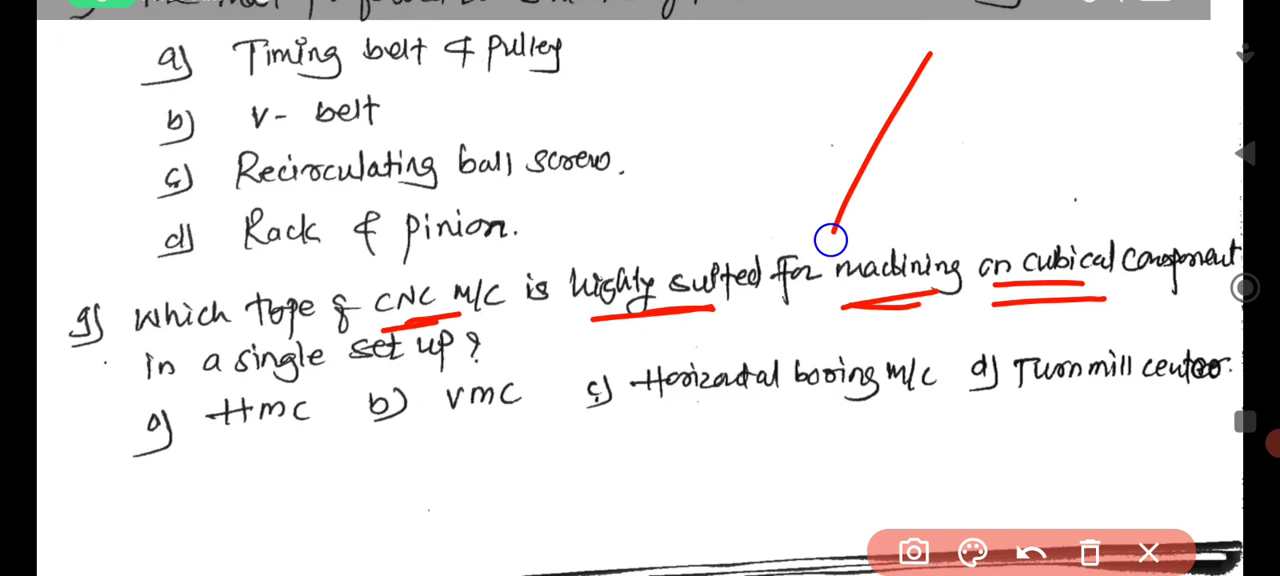 a) Timing belt & pulley
b) V- belt
c) Recirculating ball screw.
d) Rack & pinion.
9) Which type of CNC M/C is highly suited for machining on cubical component
in a single set up?
a) HMC b) VMC c) Horizontal boring m/c d) Turn mill center.